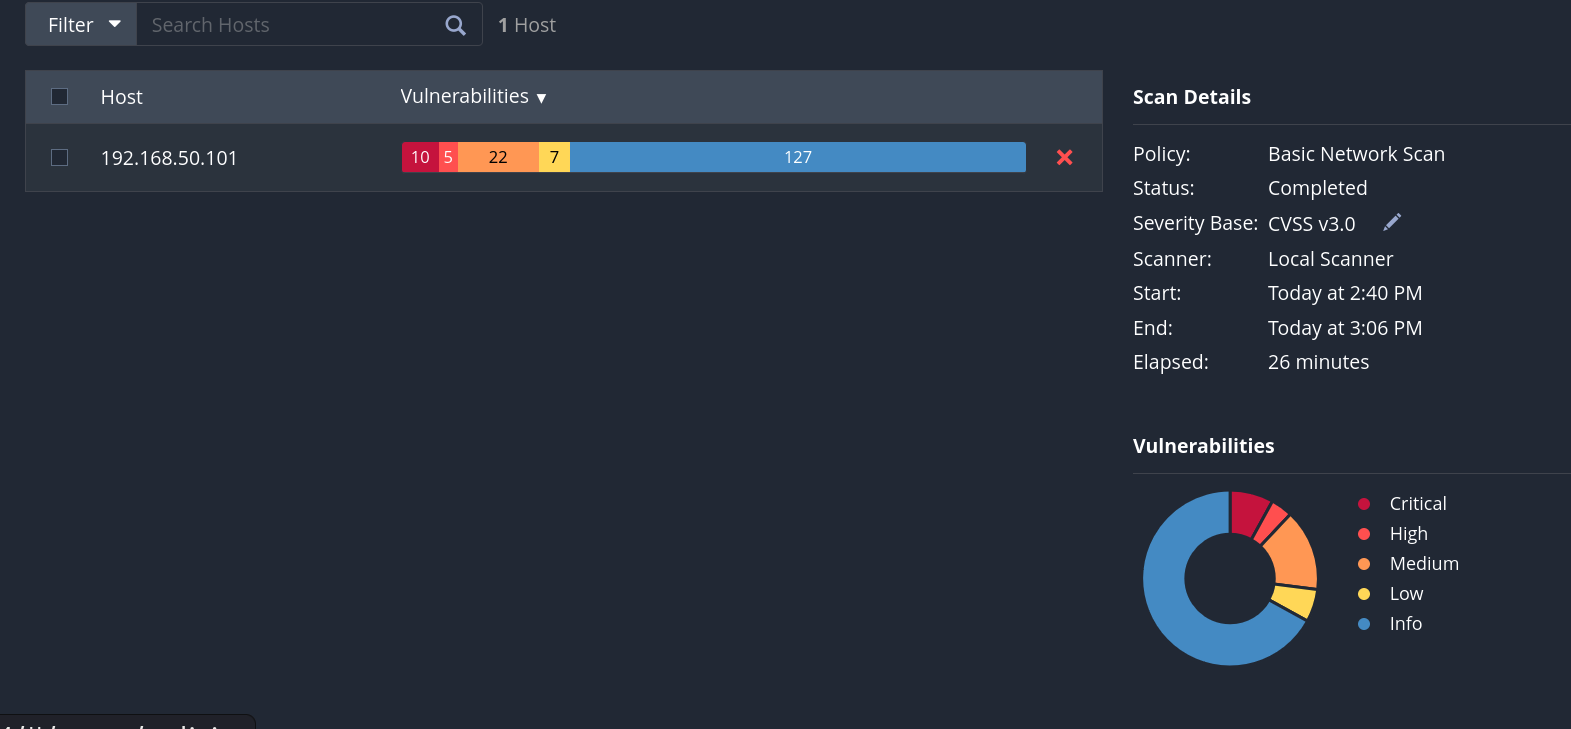 Filter Search Hosts 1 Host
Host Vulnerabilities ▼
192.168.50.101 10 5 22 7 127
Scan Details
Policy: Basic Network Scan
Status: Completed
Severity Base: CVSS v3.0
Scanner: Local Scanner
Start: Today at 2:40 PM
End: Today at 3:06 PM
Elapsed: 26 minutes
Vulnerabilities
Critical
High
Medium
Low
Info